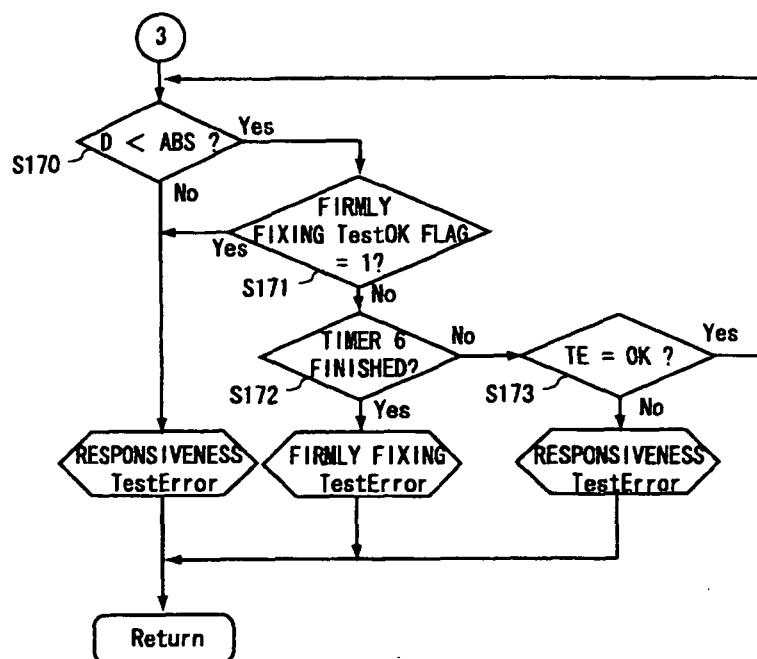 3
D < ABS ?
Yes
S170
No
FIRMLY
FIXING TestOK FLAG
= 1?
Yes
S171
No
TIMER 6
FINISHED?
No
S172
Yes
TE = OK ?
Yes
S173
No
RESPONSIVENESS
TestError
FIRMLY FIXING
TestError
RESPONSIVENESS
TestError
Return